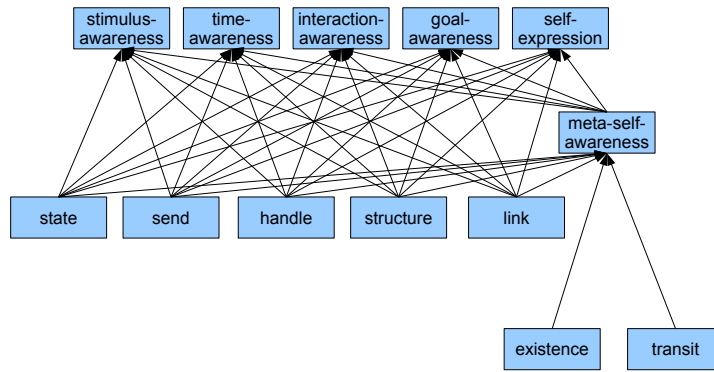 stimulus-
awareness
time-
awareness
interaction-
awareness
goal-
awareness
self-
expression
meta-self-
awareness
state
send
handle
structure
link
existence
transit